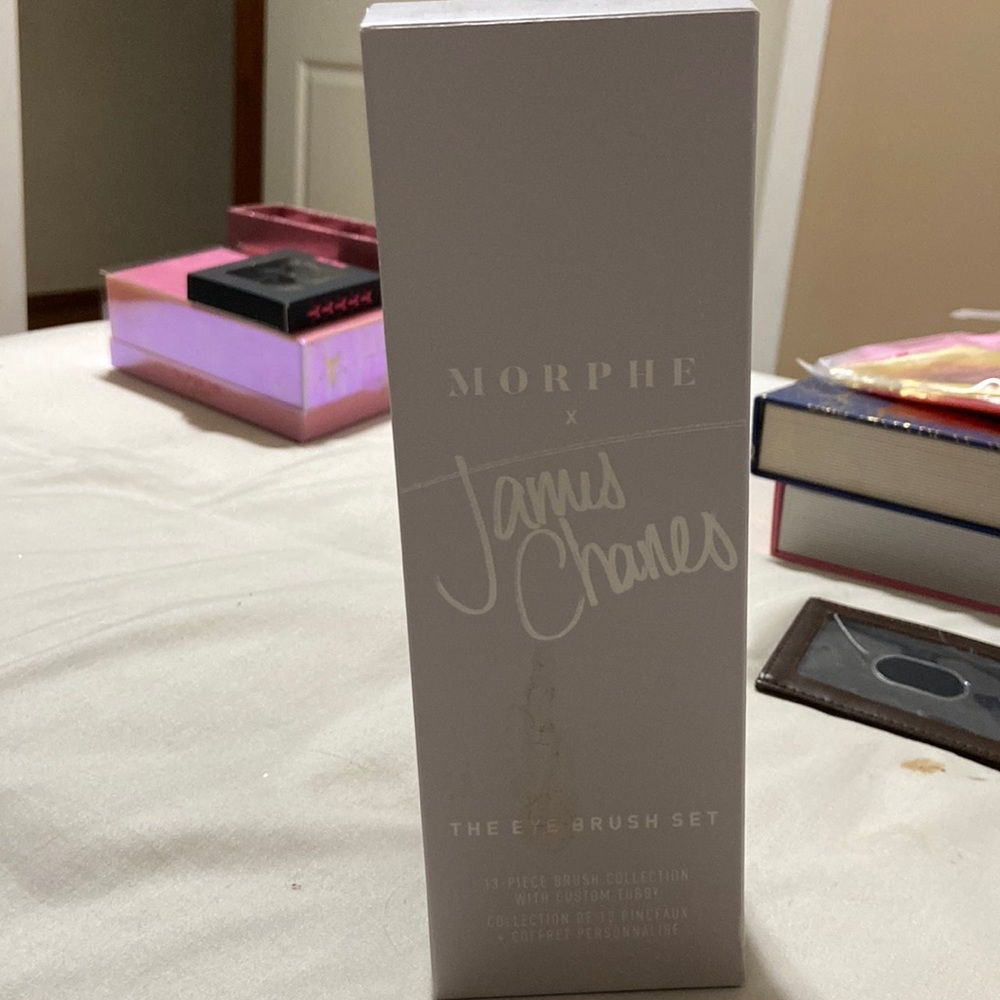 MORPHE
x
James
Charles
THE EYE BRUSH SET
13-PIECE BRUSH COLLECTION
WITH CUSTOM TUBBY
COLLECTION DE 13 PINCEAUX
+ COFFRET PERSONNALISÉ